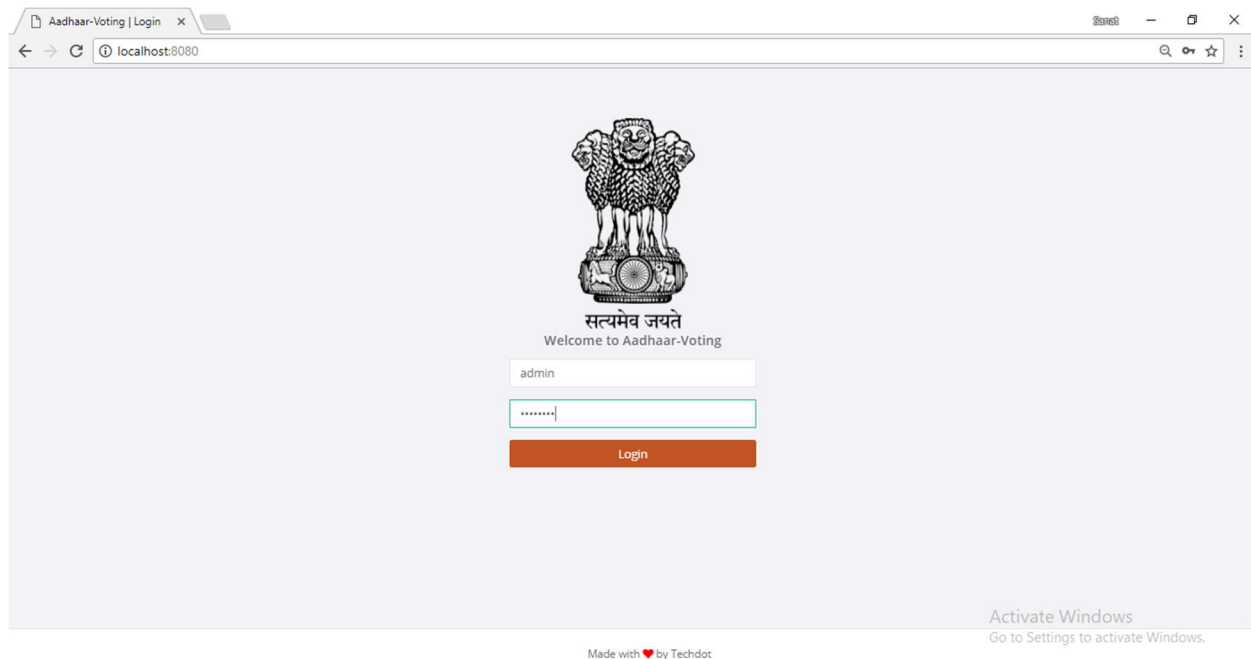 Aadhaar-Voting | Login
Sanat
localhost:8080
सत्यमेव जयते
Welcome to Aadhaar-Voting
admin
••••••••
Login
Activate Windows
Go to Settings to activate Windows.
Made with ❤ by Techdot